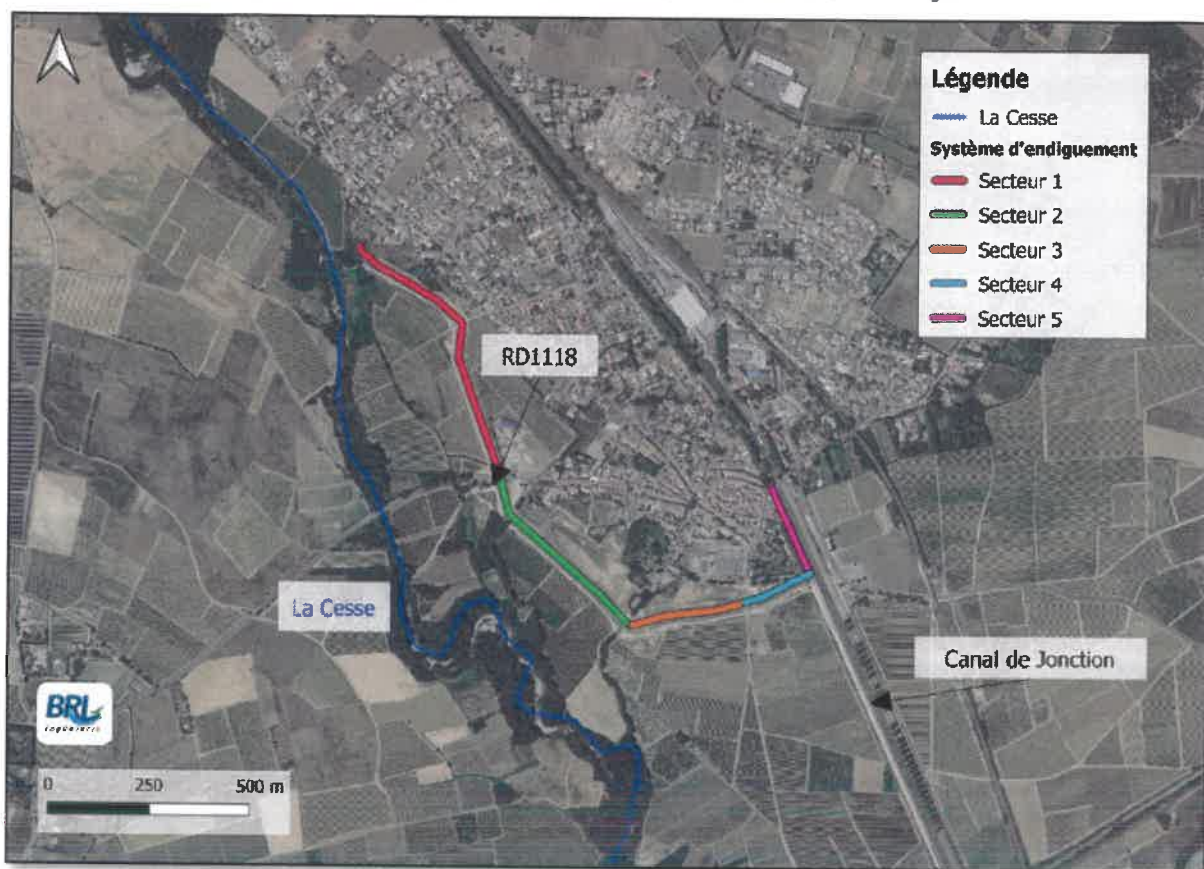 Légende
La Cesse
Système d'endiguement
Secteur 1
Secteur 2
Secteur 3
Secteur 4
Secteur 5
RD1118
La Cesse
Canal de Jonction
BRL
Ingénierie
0 250 500 m